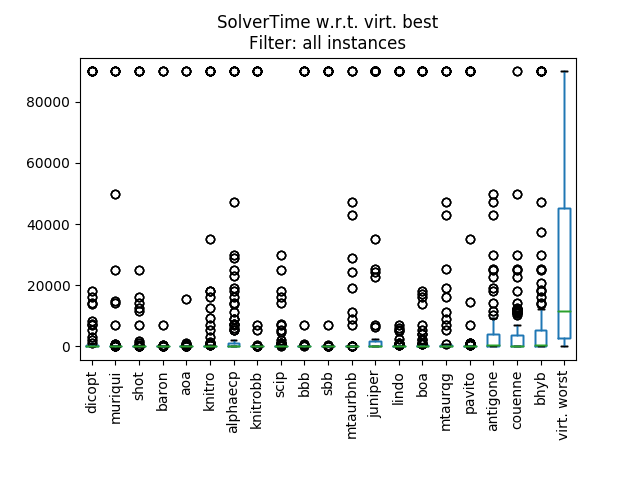 SolverTime w.r.t. virt. best
Filter: all instances
80000
60000
40000
20000
0
dicopt
muriqui
shot
baron
aoa
knitro
alphaecp
knitrobb
scip
bbb
sbb
mtaurbnb
juniper
lindo
boa
mtaurqg
pavito
antigone
couenne
bhyb
virt. worst